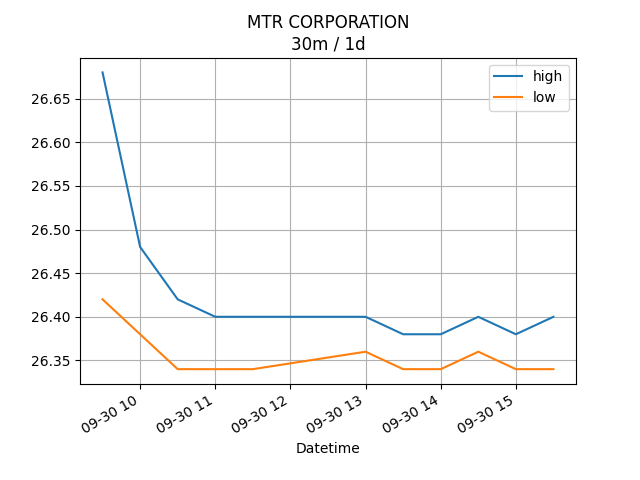 MTR CORPORATION
30m / 1d
high
low
26.65
26.60
26.55
26.50
26.45
26.40
26.35
09-30 10
09-30 11
09-30 12
09-30 13
09-30 14
09-30 15
Datetime